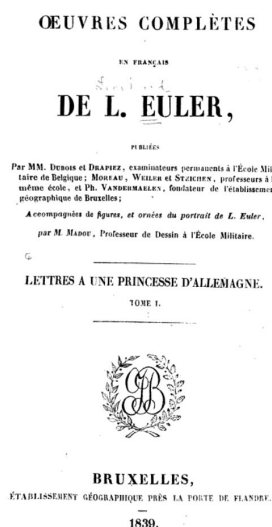 ŒUVRES COMPLÈTES
EN FRANÇAIS
DE L. EULER,
PUBLIÉES
Par MM. DUBOIS et DRAPIEZ, examinateurs permanents à l'École Mili
taire de Belgique; MOREAU, WEILER et STEICHEN, professeurs à l
même école, et Ph. VANDERMAELEN, fondateur de l'établisseme
géographique de Bruxelles;
Accompagnées de figures, et ornées du portrait de L. Euler,
par M. MADOU, Professeur de Dessin à l'École Militaire.
LETTRES A UNE PRINCESSE D'ALLEMAGNE.
TOME I.
BRUXELLES,
ÉTABLISSEMENT GÉOGRAPHIQUE PRÈS LA PORTE DE FLANDRE.
1839.